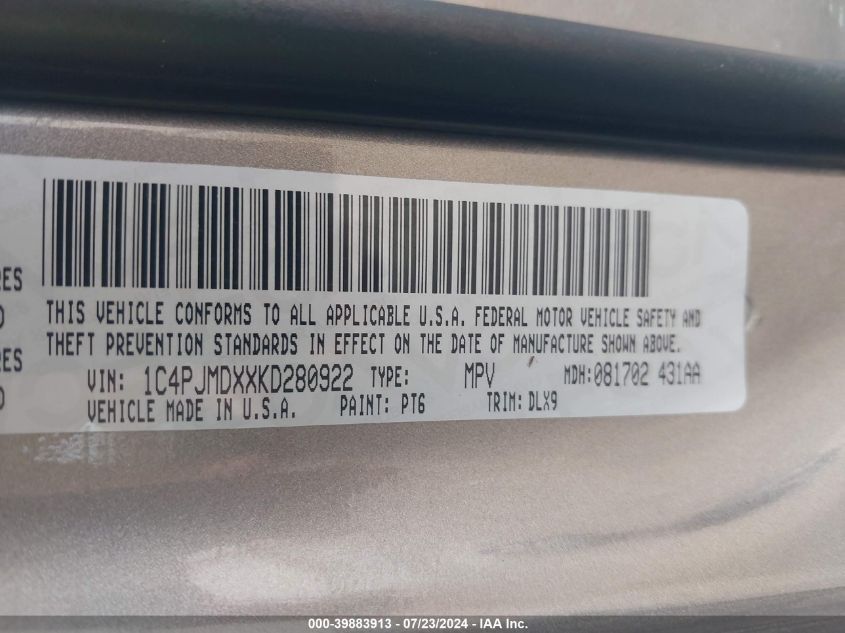 RES
THIS VEHICLE CONFORMS TO ALL APPLICABLE U.S.A. FEDERAL MOTOR VEHICLE SAFETY AND
D
THEFT PREVENTION STANDARDS IN EFFECT ON THE DATE OF MANUFACTURE SHOWN ABOVE.
RES
VIN: 1C4PJMDXXKD280922 TYPE: MPV MDH:081702 431AA
D
VEHICLE MADE IN U.S.A. PAINT: PT6 TRIM: DLX9
000-39883913 - 07/23/2024 - IAA Inc.